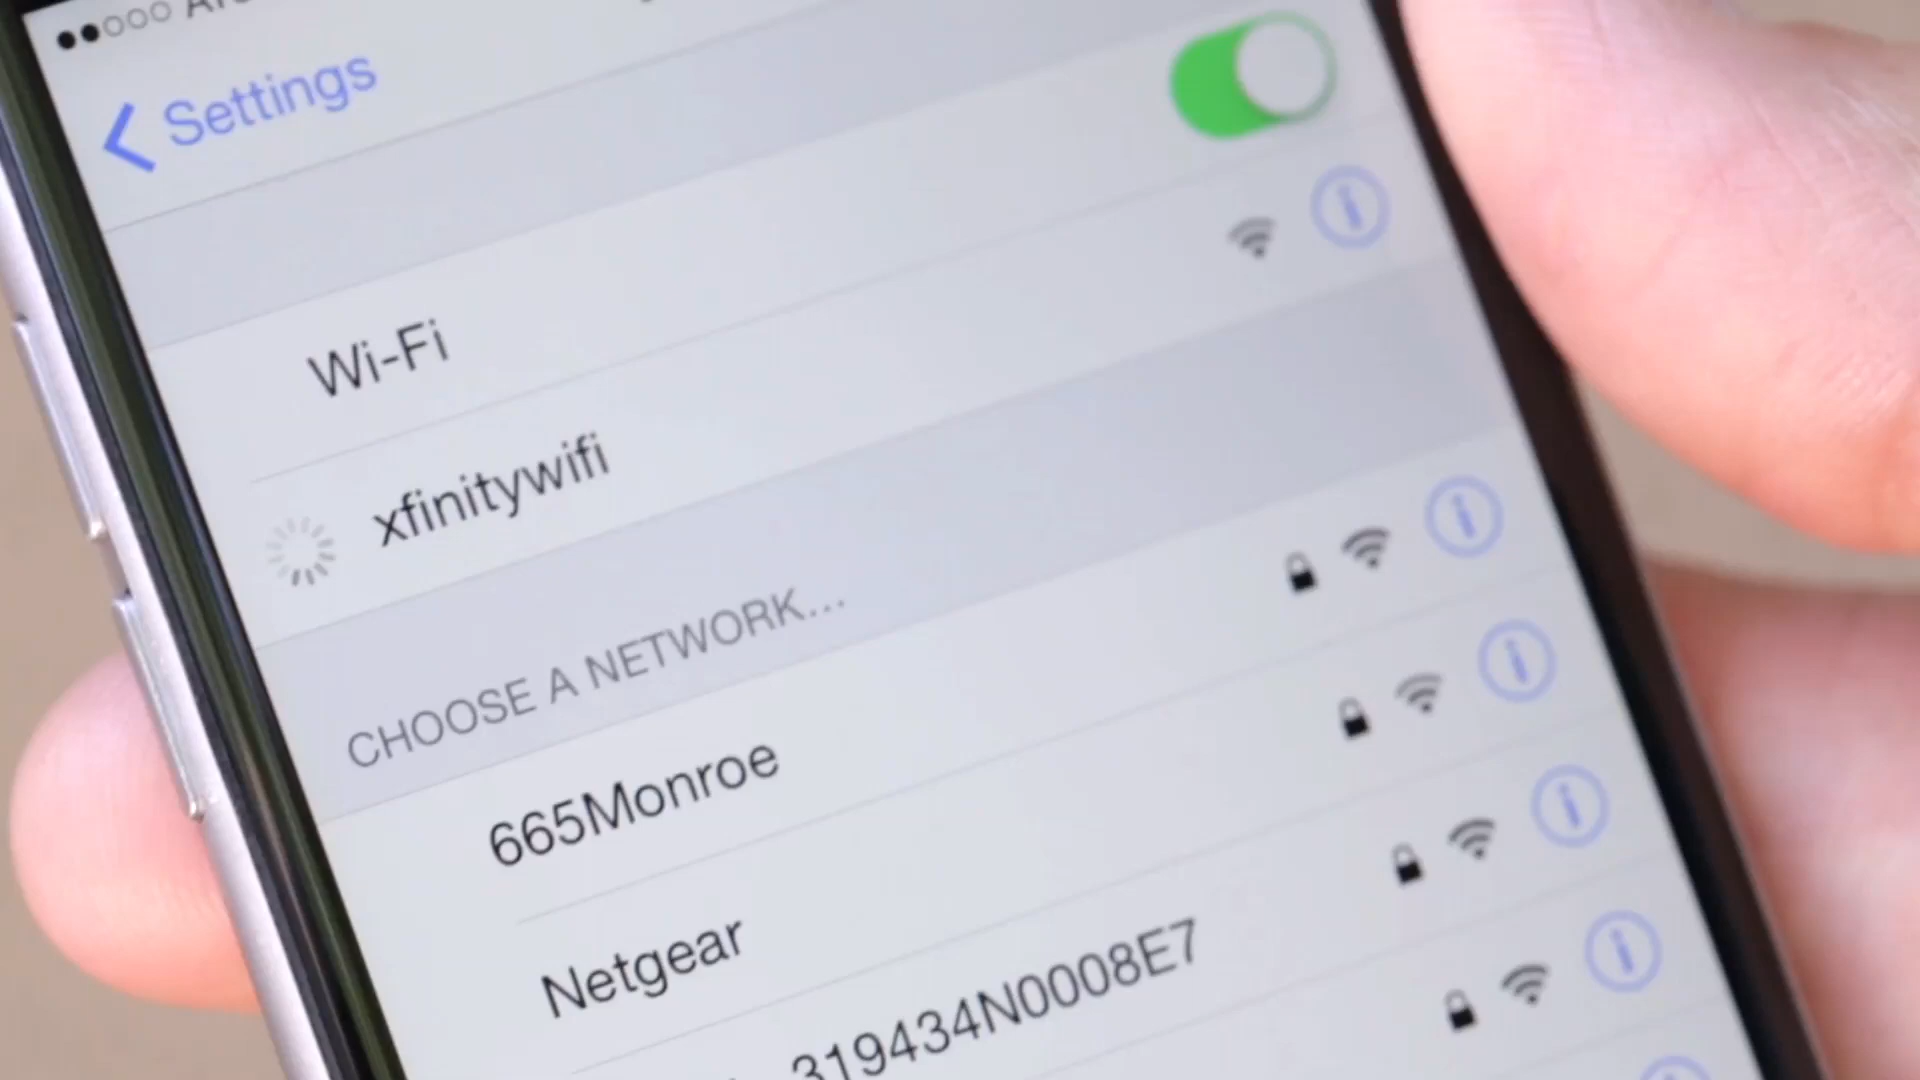 Settings
Wi-Fi
xfinitywifi
CHOOSE A NETWORK...
665Monroe
Netgear
319434N0008E7